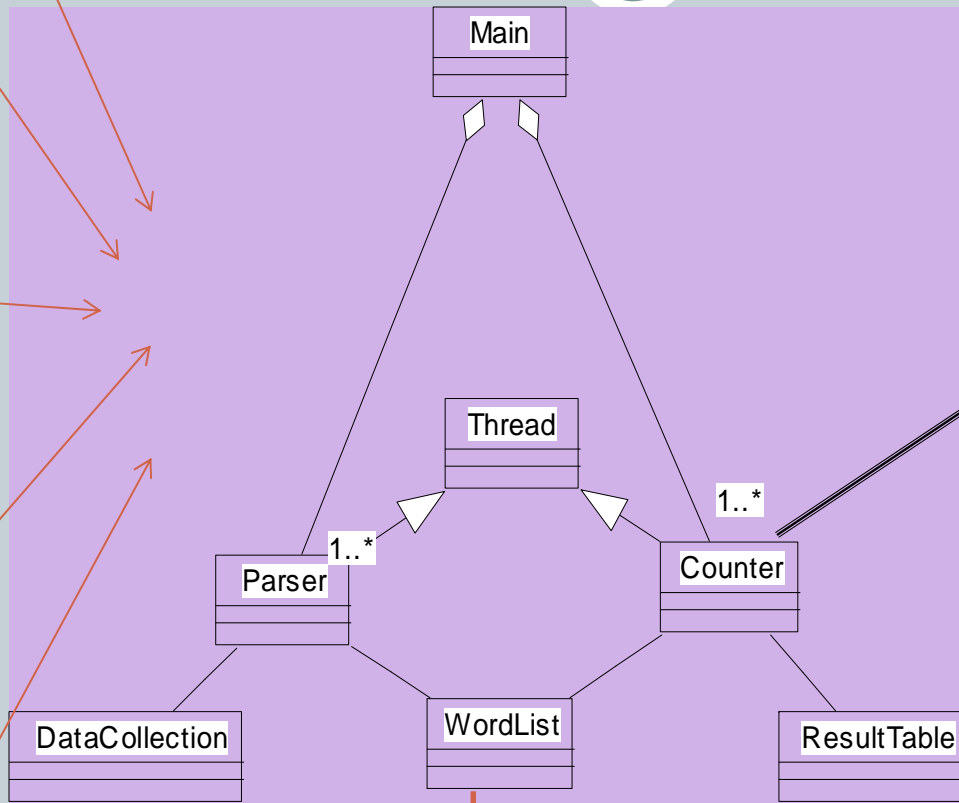 Main
Thread
1..*
1..*
Parser
Counter
DataCollection
WordList
ResultTable